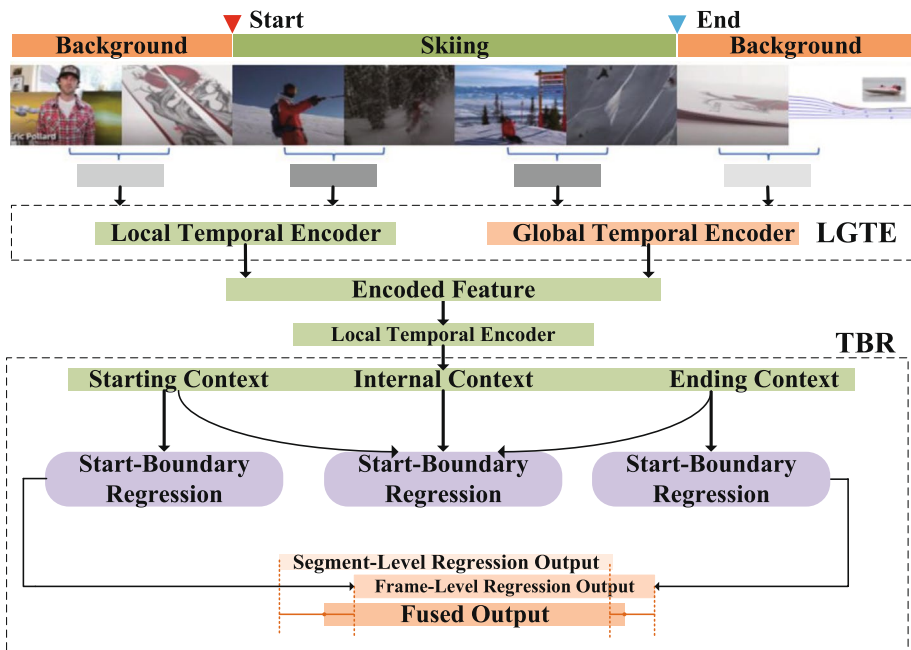 Start
End
Background
Skiing
Background
Eric Pollard
Local Temporal Encoder
Global Temporal Encoder
LGTE
Encoded Feature
Local Temporal Encoder
TBR
Starting Context
Internal Context
Ending Context
Start-Boundary
Regression
Start-Boundary
Regression
Start-Boundary
Regression
Segment-Level Regression Output
Frame-Level Regression Output
Fused Output